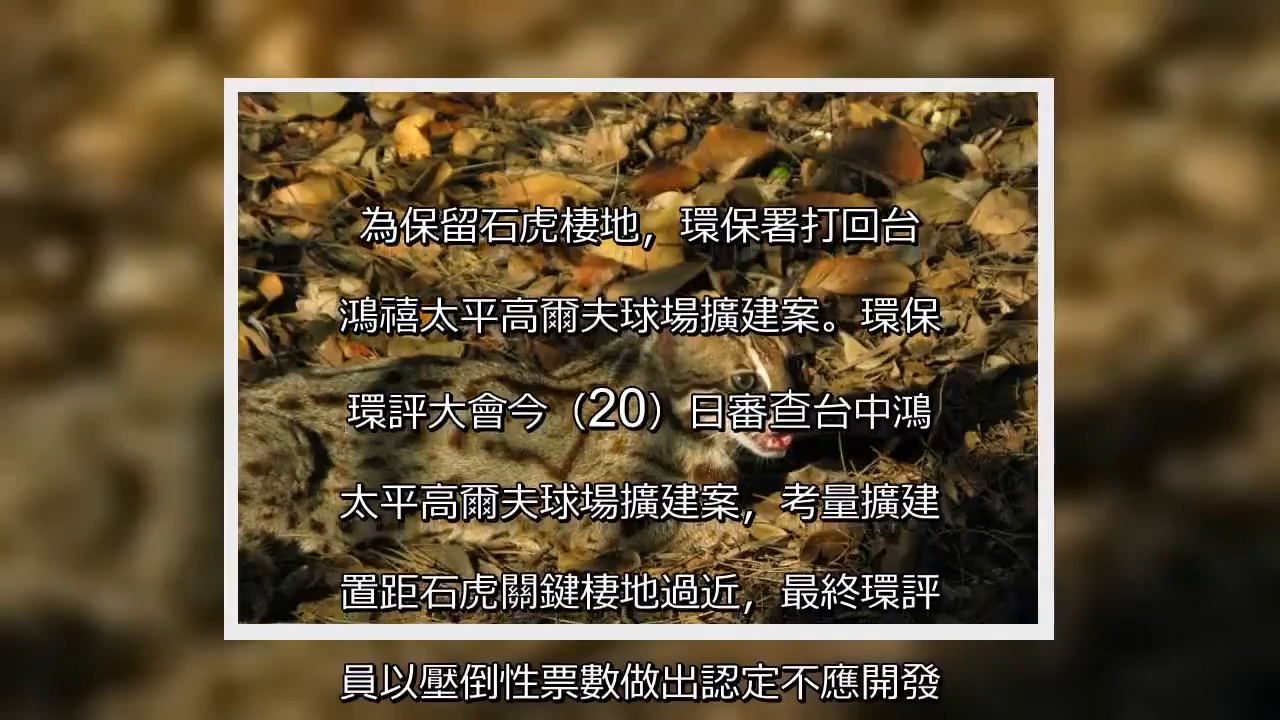 為保留石虎棲地，環保署打回台
鴻禧太平高爾夫球場擴建案。環保
環評大會今（20）日審查台中鴻
太平高爾夫球場擴建案，考量擴建
置距石虎關鍵棲地過近，最終環評
員以壓倒性票數做出認定不應開發